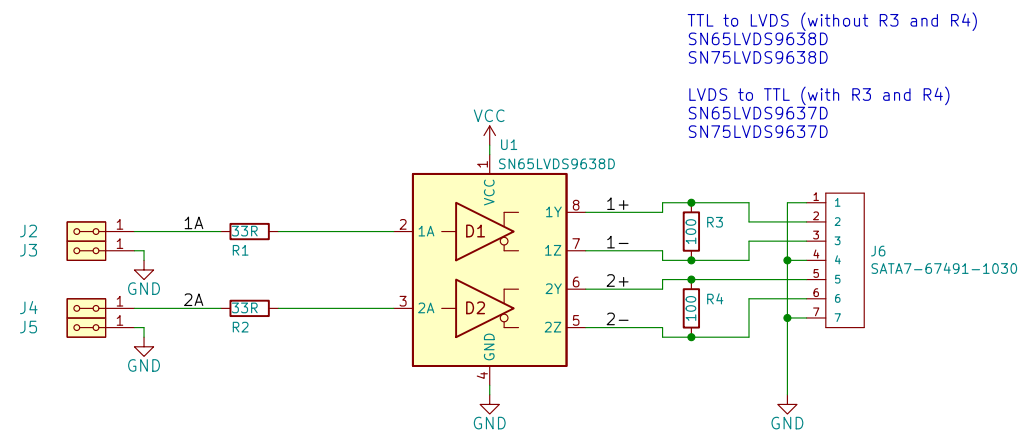 TTL to LVDS (without R3 and R4)
SN65LVDS9638D
SN75LVDS9638D
LVDS to TTL (with R3 and R4)
SN65LVDS9637D
SN75LVDS9637D
VCC
U1
SN65LVDS9638D
1
VCC
J2
1
1A
33R
R1
2
1A
D1
1Y
8
1+
J3
1
GND
1Z
7
1-
100
R3
J4
1
2A
33R
R2
3
2A
D2
2Y
6
2+
J5
1
GND
2Z
5
2-
100
R4
GND
4
GND
1
1
2
2
3
3
4
4
5
5
6
6
7
7
J6
SATA7-67491-1030
GND